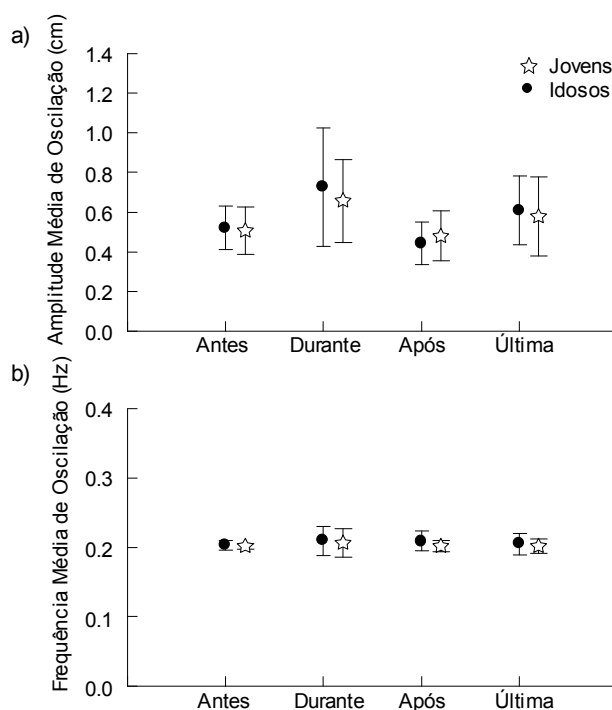 a)
Amplitude Média de Oscilação (cm)
1.4
1.2
1.0
0.8
0.6
0.4
0.2
0.0
Jovens
Idosos
Antes Durante Após Última
b)
Frequência Média de Oscilação (Hz)
0.4
0.3
0.2
0.1
0.0
Antes Durante Após Última